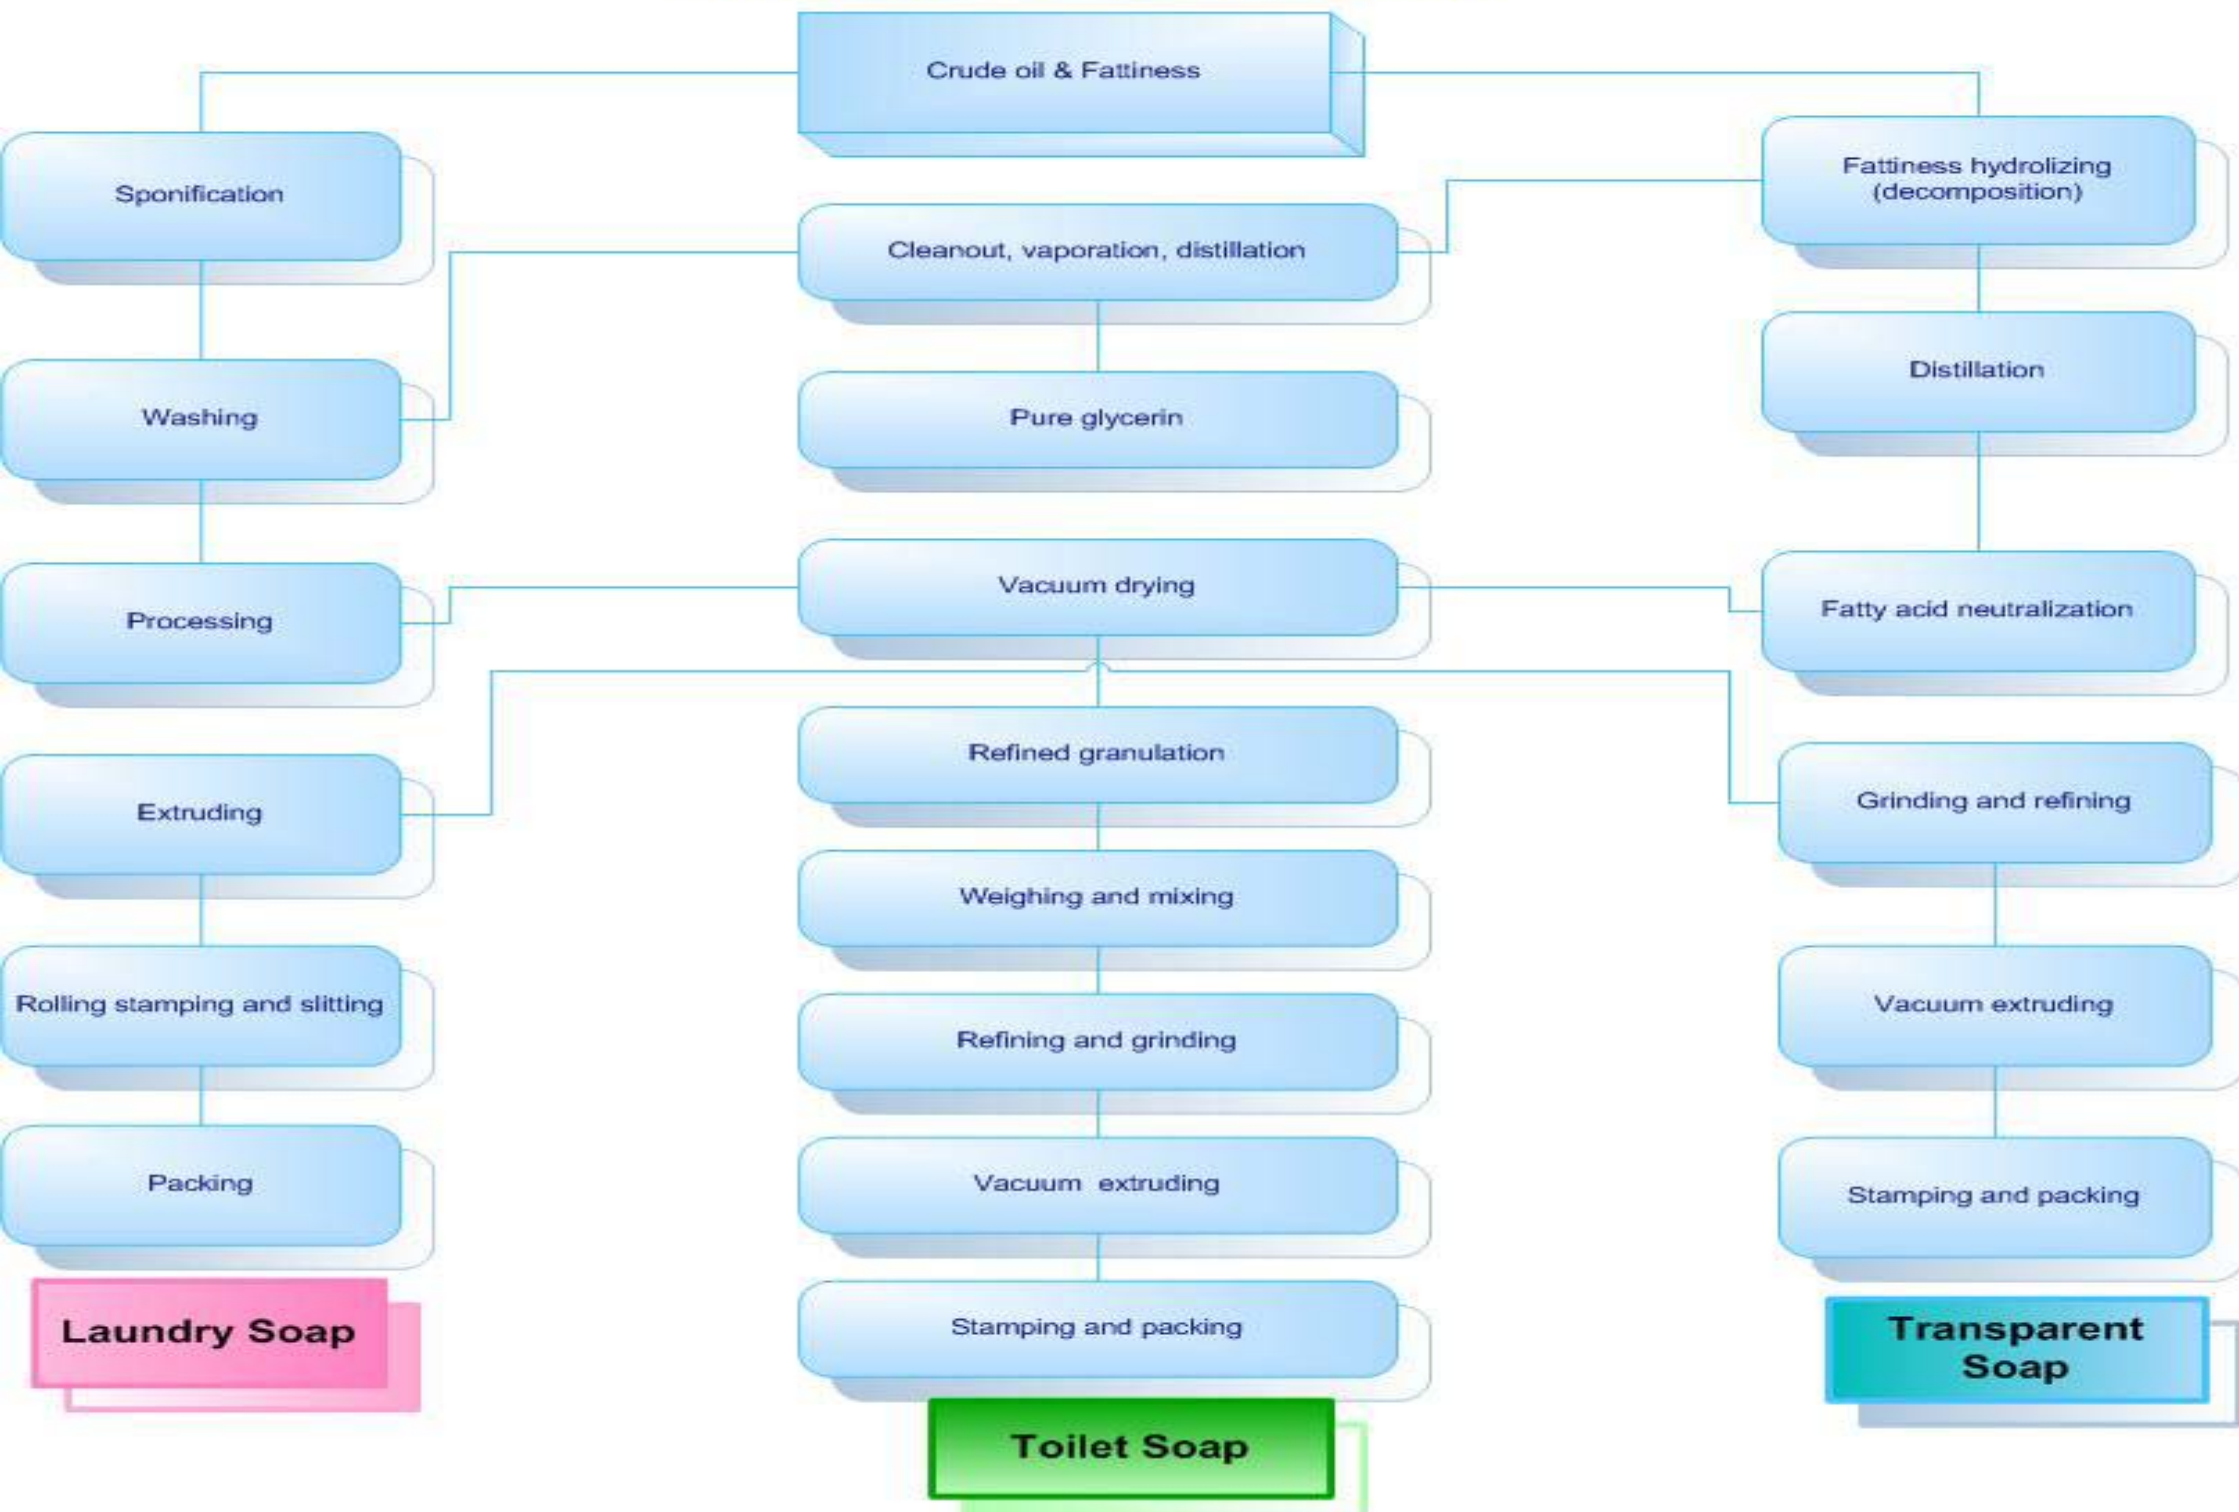 Crude oil & Fattiness
Sponification
Washing
Processing
Extruding
Rolling stamping and slitting
Packing
Laundry Soap
Cleanout, vaporation, distillation
Pure glycerin
Vacuum drying
Refined granulation
Weighing and mixing
Refining and grinding
Vacuum extruding
Stamping and packing
Toilet Soap
Fattiness hydrolizing
(decomposition)
Distillation
Fatty acid neutralization
Grinding and refining
Vacuum extruding
Stamping and packing
Transparent
Soap